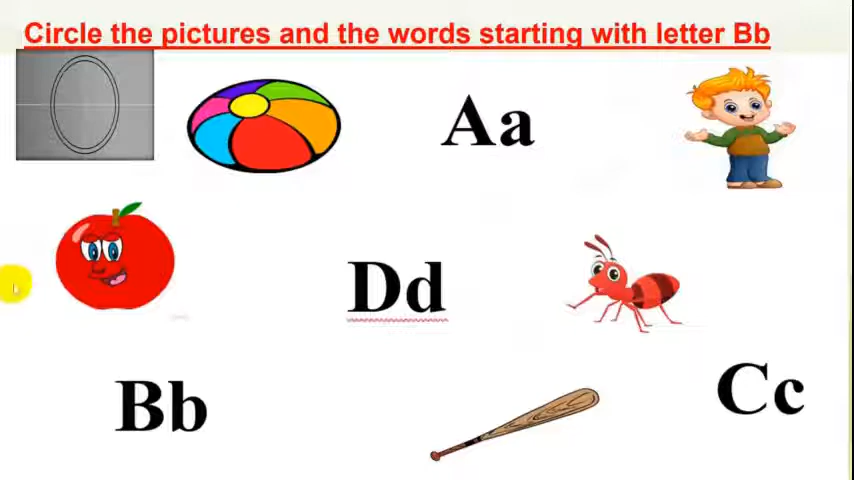 Circle the pictures and the words starting with letter Bb
Aa
Dd
Bb
Cc